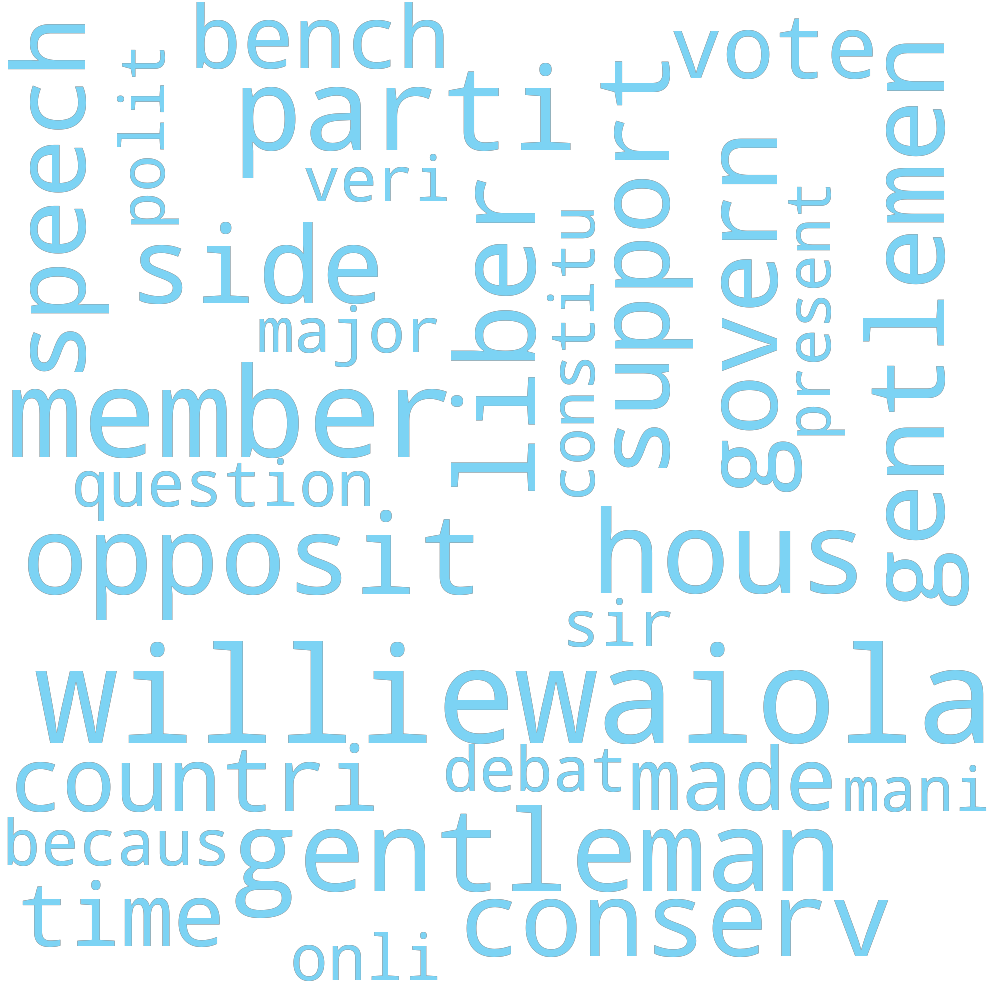 bench
vote
speech
polit
parti
support
gentlemen
veri
liber
govern
side
constitu
present
major
member
question
opposit
hous
sir
williewaiola
countri
debat
made
mani
becaus
gentleman
time
conserv
onli